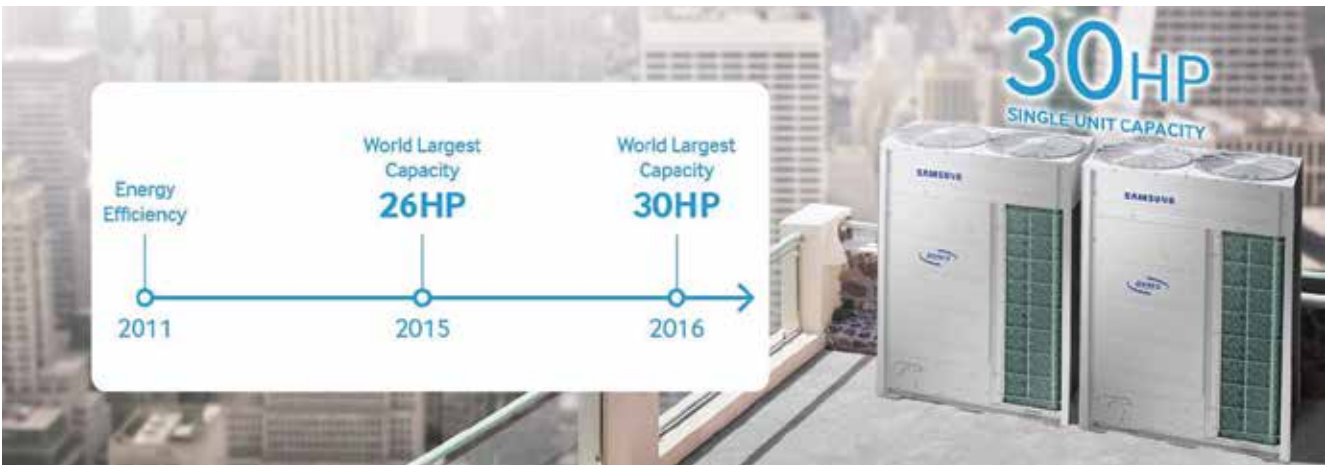 30HP
SINGLE UNIT CAPACITY
World Largest
Capacity
26HP
World Largest
Capacity
30HP
Energy
Efficiency
2011
2015
2016
SAMSUNG
SAMSUNG